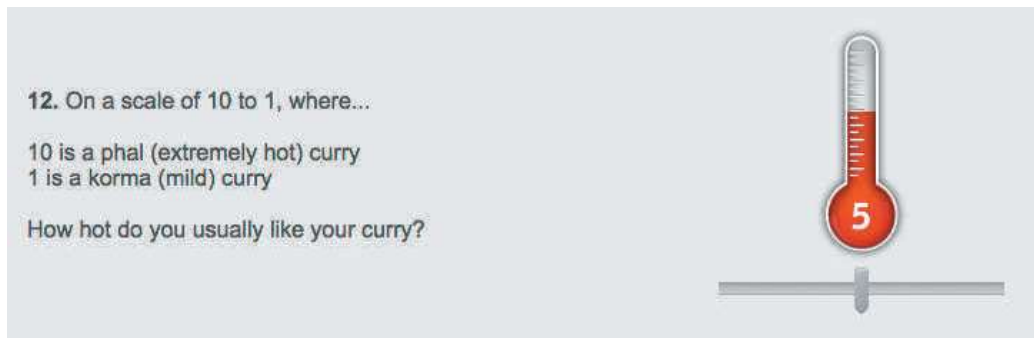 12. On a scale of 10 to 1, where...
10 is a phal (extremely hot) curry
1 is a korma (mild) curry
How hot do you usually like your curry?
5